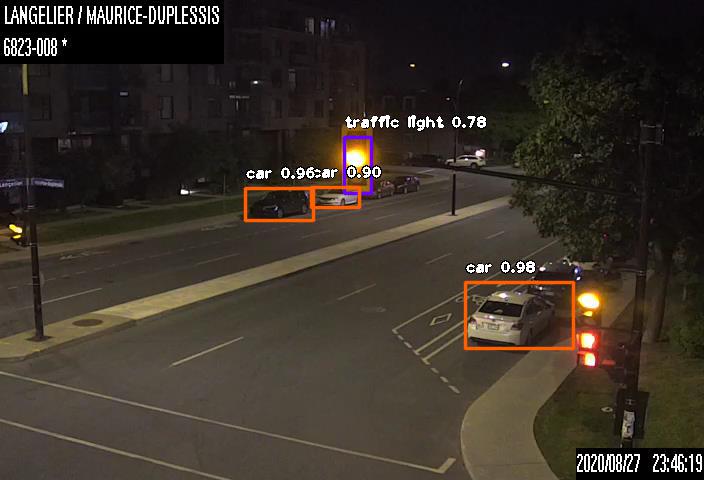 LANGELIER / MAURICE-DUPLESSIS
6823-008 *
traffic light 0.78
car 0.96
car 0.90
car 0.98
2020/08/27 23:46:19